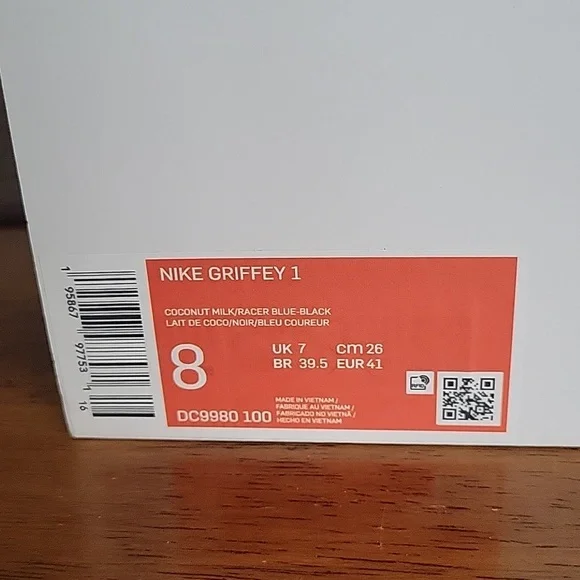 NIKE GRIFFEY 1
COCONUT MILK/RACER BLUE-BLACK
LAIT DE COCO/NOIR/BLEU COUREUR
8
UK 7 cm 26
BR 39.5 EUR 41
DC9980 100
MADE IN VIETNAM /
FABRIQUE AU VIETNAM /
FABRICADO NO VIETNÃ /
HECHO EN VIETNAM
1 95867 97753 1 16